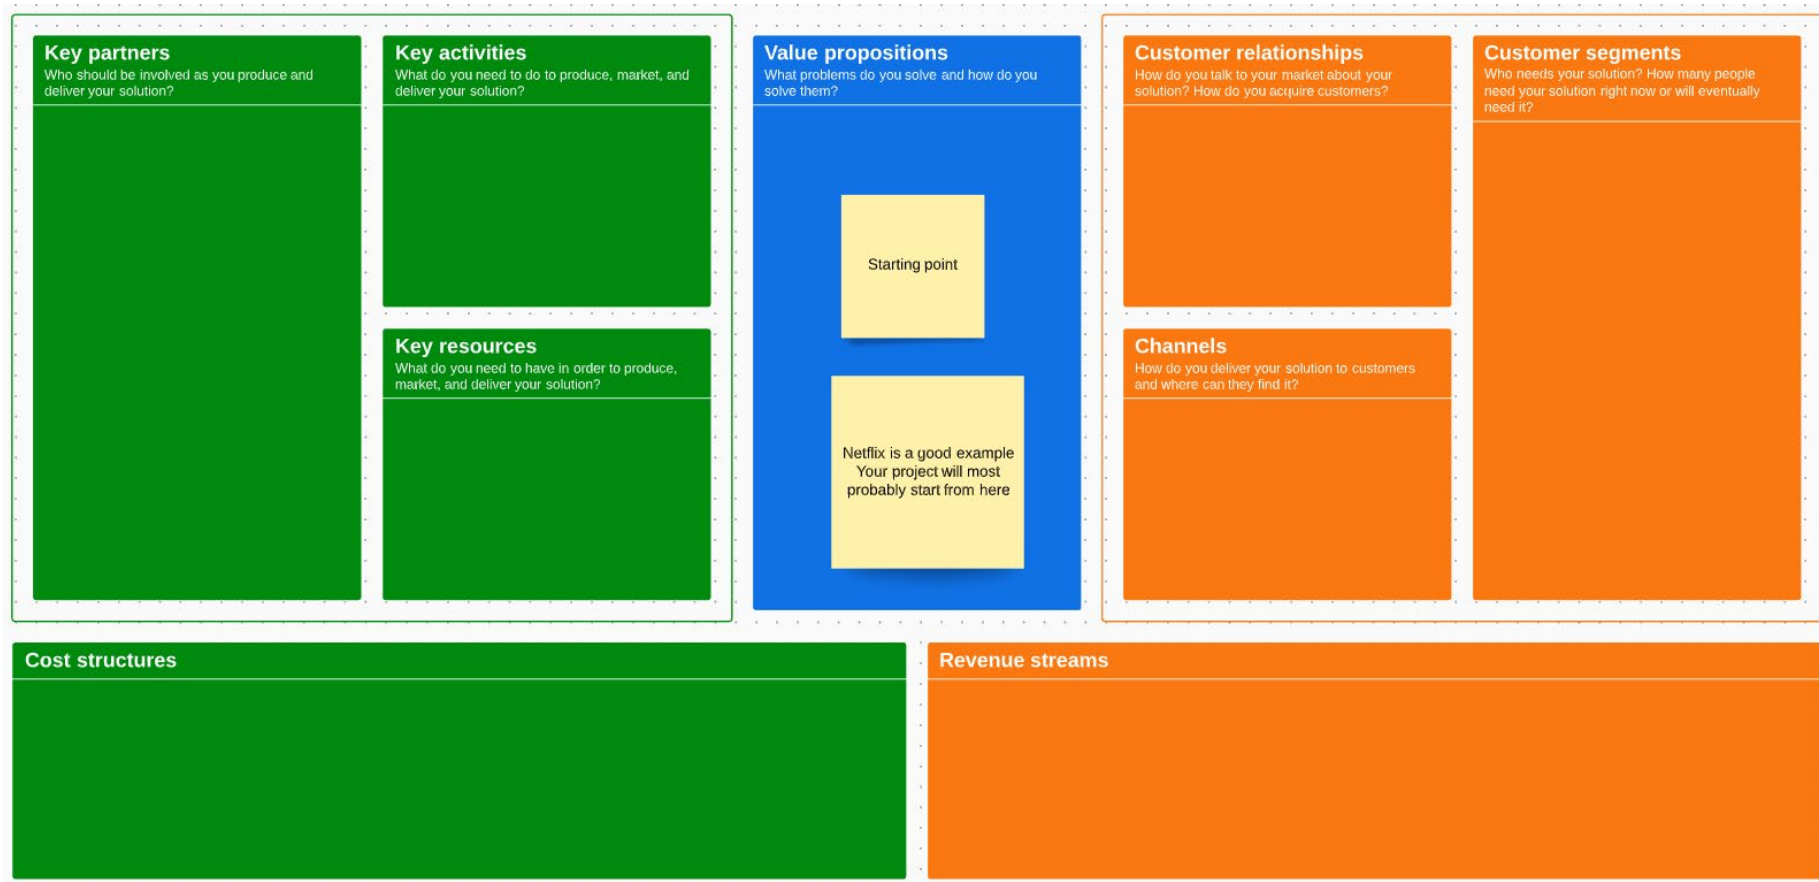 Key partners
Who should be involved as you produce and
deliver your solution?
Key activities
What do you need to do to produce, market, and
deliver your solution?
Key resources
What do you need to have in order to produce,
market, and deliver your solution?
Value propositions
What problems do you solve and how do you
solve them?
Starting point
Netflix is a good example
Your project will most
probably start from here
Customer relationships
How do you talk to your market about your
solution? How do you acquire customers?
Channels
How do you deliver your solution to customers
and where can they find it?
Customer segments
Who needs your solution? How many people
need your solution right now or will eventually
need it?
Cost structures
Revenue streams